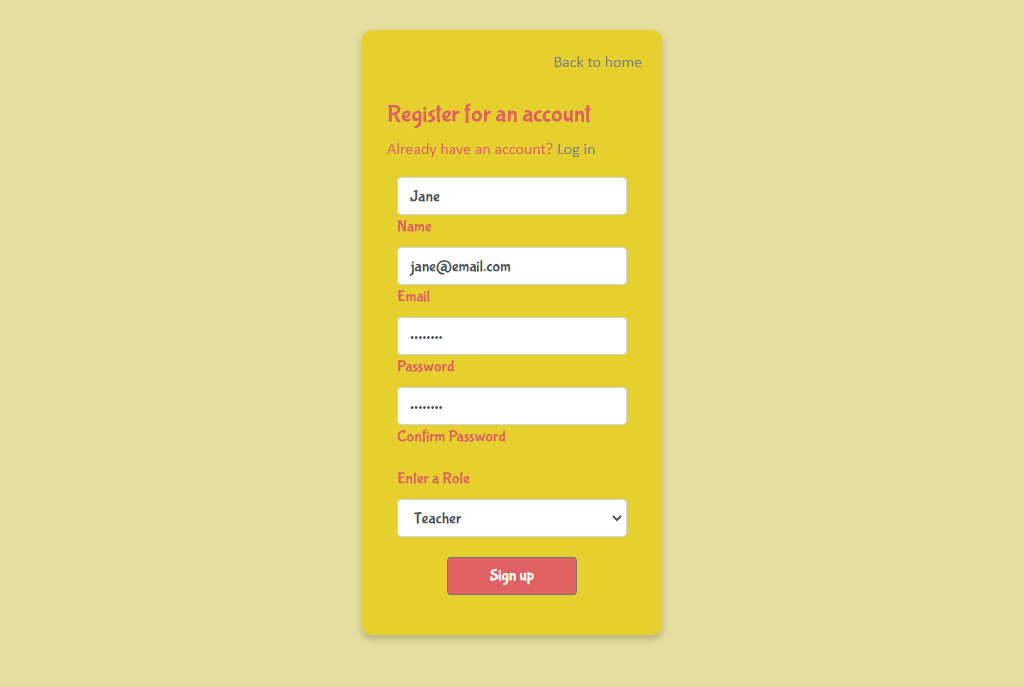 Back to home
Register for an account
Already have an account? Log in
Jane
Name
jane@email.com
Email
••••••••
Password
••••••••
Confirm Password
Enter a Role
Teacher
Sign up